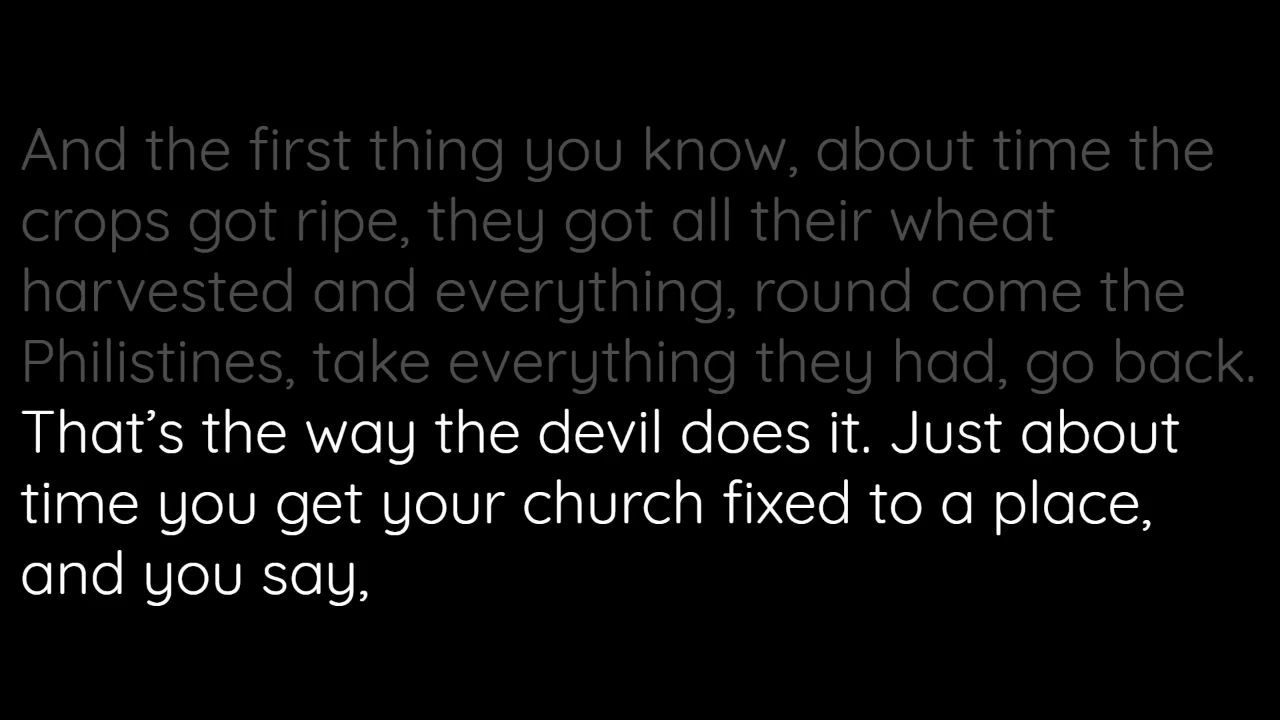 And the first thing you know, about time the
crops got ripe, they got all their wheat
harvested and everything, round come the
Philistines, take everything they had, go back.
That’s the way the devil does it. Just about
time you get your church fixed to a place,
and you say,